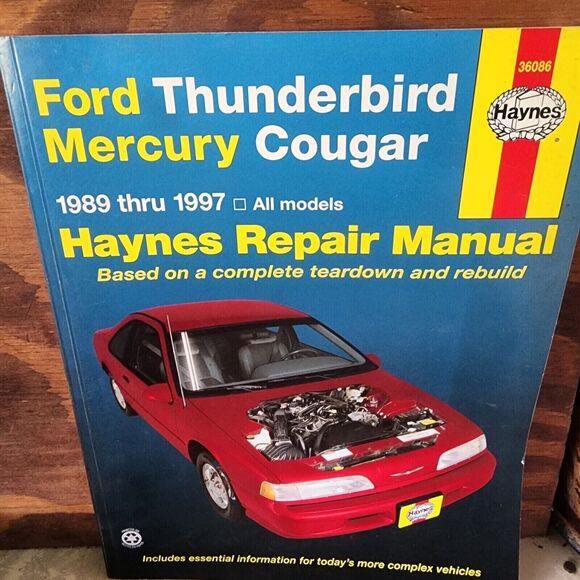 36086
Haynes
Ford Thunderbird
Mercury Cougar
1989 thru 1997 □ All models
Haynes Repair Manual
Based on a complete teardown and rebuild
Haynes
Includes essential information for today's more complex vehicles